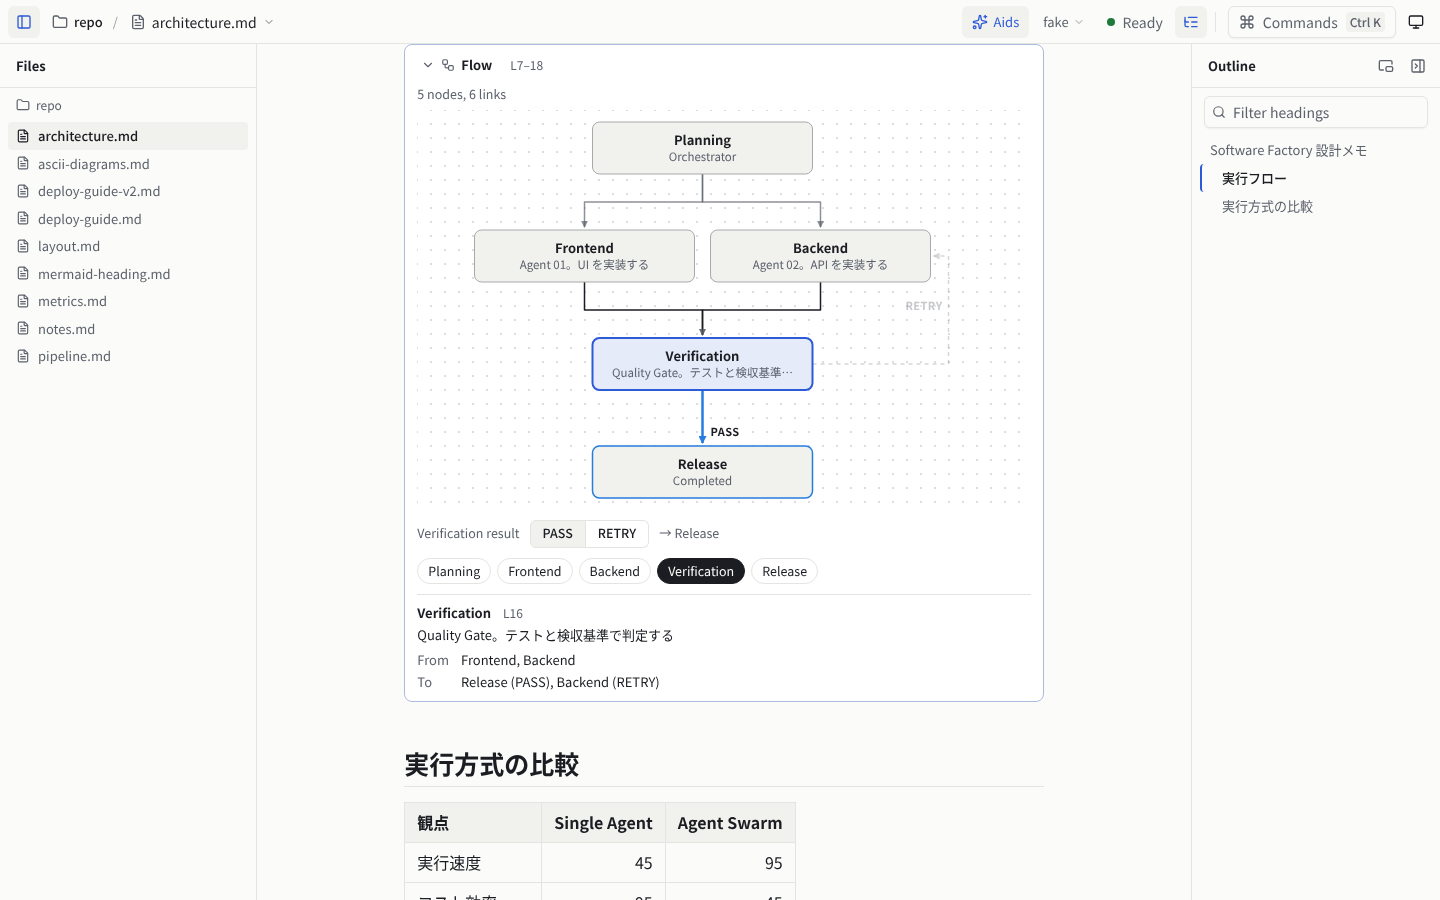 repo / architecture.md
Aids
fake
Ready
Commands Ctrl K
Files
repo
architecture.md
ascii-diagrams.md
deploy-guide-v2.md
deploy-guide.md
layout.md
mermaid-heading.md
metrics.md
notes.md
pipeline.md
Flow L7–18
5 nodes, 6 links
Planning
Orchestrator
Frontend
Agent 01。UI を実装する
Backend
Agent 02。API を実装する
RETRY
Verification
Quality Gate。テストと検収基準…
PASS
Release
Completed
Verification result PASS RETRY → Release
Planning Frontend Backend Verification Release
Verification L16
Quality Gate。テストと検収基準で判定する
From Frontend, Backend
To Release (PASS), Backend (RETRY)
実行方式の比較
観点 Single Agent Agent Swarm
実行速度 45 95
Outline
Filter headings
Software Factory 設計メモ
実行フロー
実行方式の比較